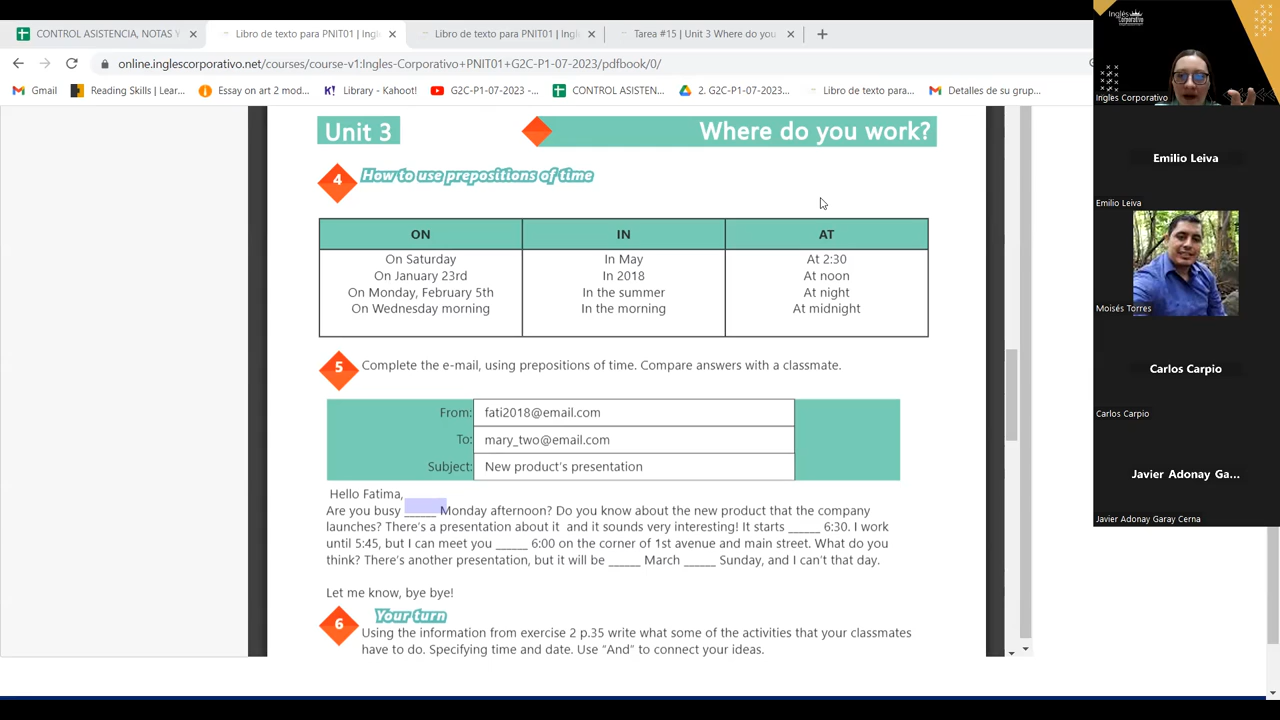 CONTROL ASISTENCIA, NOTAS Y
Libro de texto para PNIT01 | Ingl
Libro de texto para PNIT01 | Ingl
Tarea #15 | Unit 3 Where do you
online.inglescorporativo.net/courses/course-v1:Ingles-Corporativo+PNIT01+G2C-P1-07-2023/pdfbook/0/
Gmail
Reading Skills | Lear...
Essay on art 2 mod...
Library - Kahoot!
G2C-P1-07-2023 -...
CONTROL ASISTEN...
2. G2C-P1-07-2023...
Libro de texto para...
Detalles de su grup...
Unit 3
Where do you work?
4
How to use prepositions of time
ON IN AT
On Saturday In May At 2:30
On January 23rd In 2018 At noon
On Monday, February 5th In the summer At night
On Wednesday morning In the morning At midnight
5
Complete the e-mail, using prepositions of time. Compare answers with a classmate.
From: fati2018@email.com
To: mary_two@email.com
Subject: New product's presentation
Hello Fatima,
Are you busy ______ Monday afternoon? Do you know about the new product that the company
launches? There's a presentation about it and it sounds very interesting! It starts ______ 6:30. I work
until 5:45, but I can meet you ______ 6:00 on the corner of 1st avenue and main street. What do you
think? There's another presentation, but it will be ______ March ______ Sunday, and I can't that day.
Let me know, bye bye!
6
Your turn
Using the information from exercise 2 p.35 write what some of the activities that your classmates
have to do. Specifying time and date. Use "And" to connect your ideas.
Inglés
Corporativo
Ingles Corporativo
Emilio Leiva
Emilio Leiva
Moisés Torres
Carlos Carpio
Carlos Carpio
Javier Adonay Ga...
Javier Adonay Garay Cerna